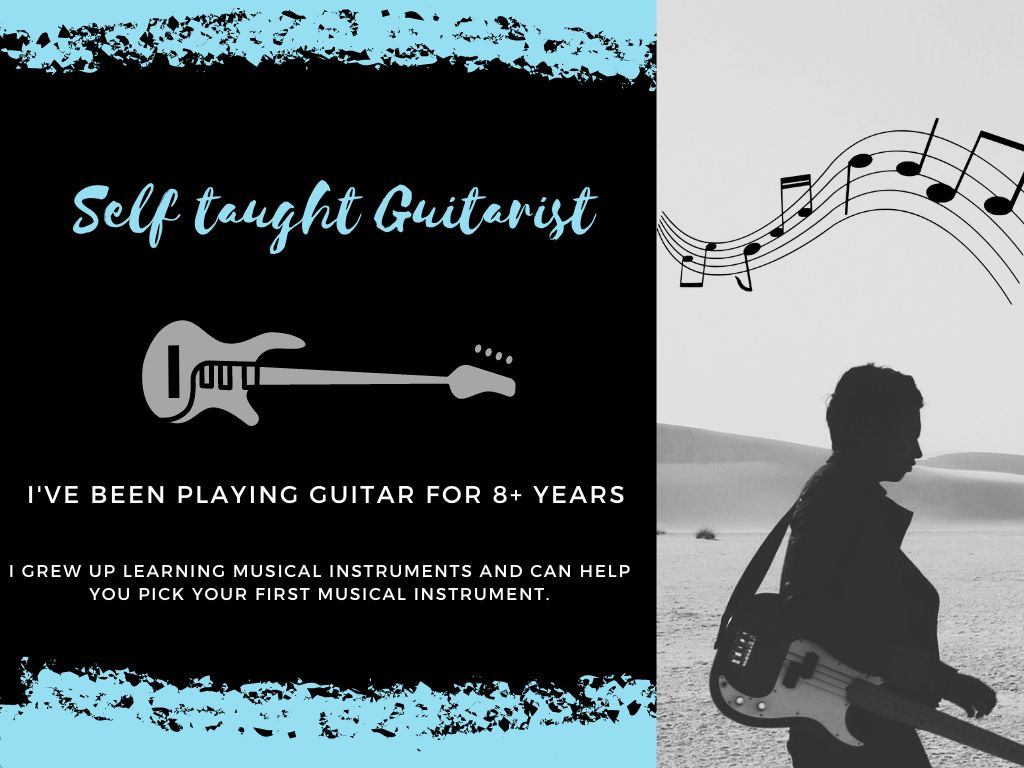 Self taught Guitarist
I'VE BEEN PLAYING GUITAR FOR 8+ YEARS
I GREW UP LEARNING MUSICAL INSTRUMENTS AND CAN HELP
YOU PICK YOUR FIRST MUSICAL INSTRUMENT.